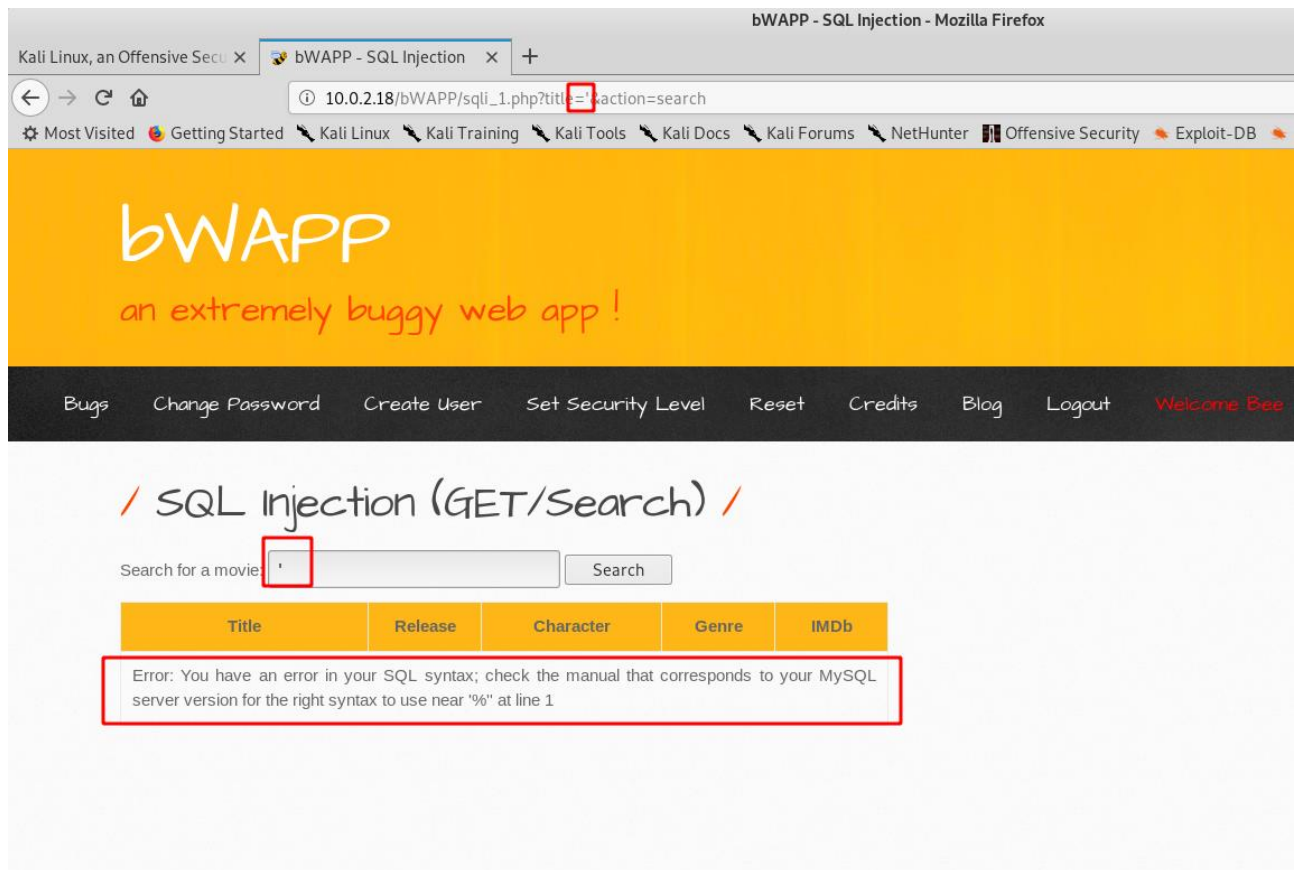 bWAPP - SQL Injection - Mozilla Firefox
Kali Linux, an Offensive Secu
bWAPP - SQL Injection
10.0.2.18/bWAPP/sqli_1.php?title='&action=search
Most Visited Getting Started Kali Linux Kali Training Kali Tools Kali Docs Kali Forums NetHunter Offensive Security Exploit-DB
bWAPP
an extremely buggy web app !
Bugs Change Password Create User Set Security Level Reset Credits Blog Logout Welcome Bee
/ SQL Injection (GET/Search) /
Search for a movie: ' Search
Title Release Character Genre IMDb
Error: You have an error in your SQL syntax; check the manual that corresponds to your MySQL
server version for the right syntax to use near '%'' at line 1